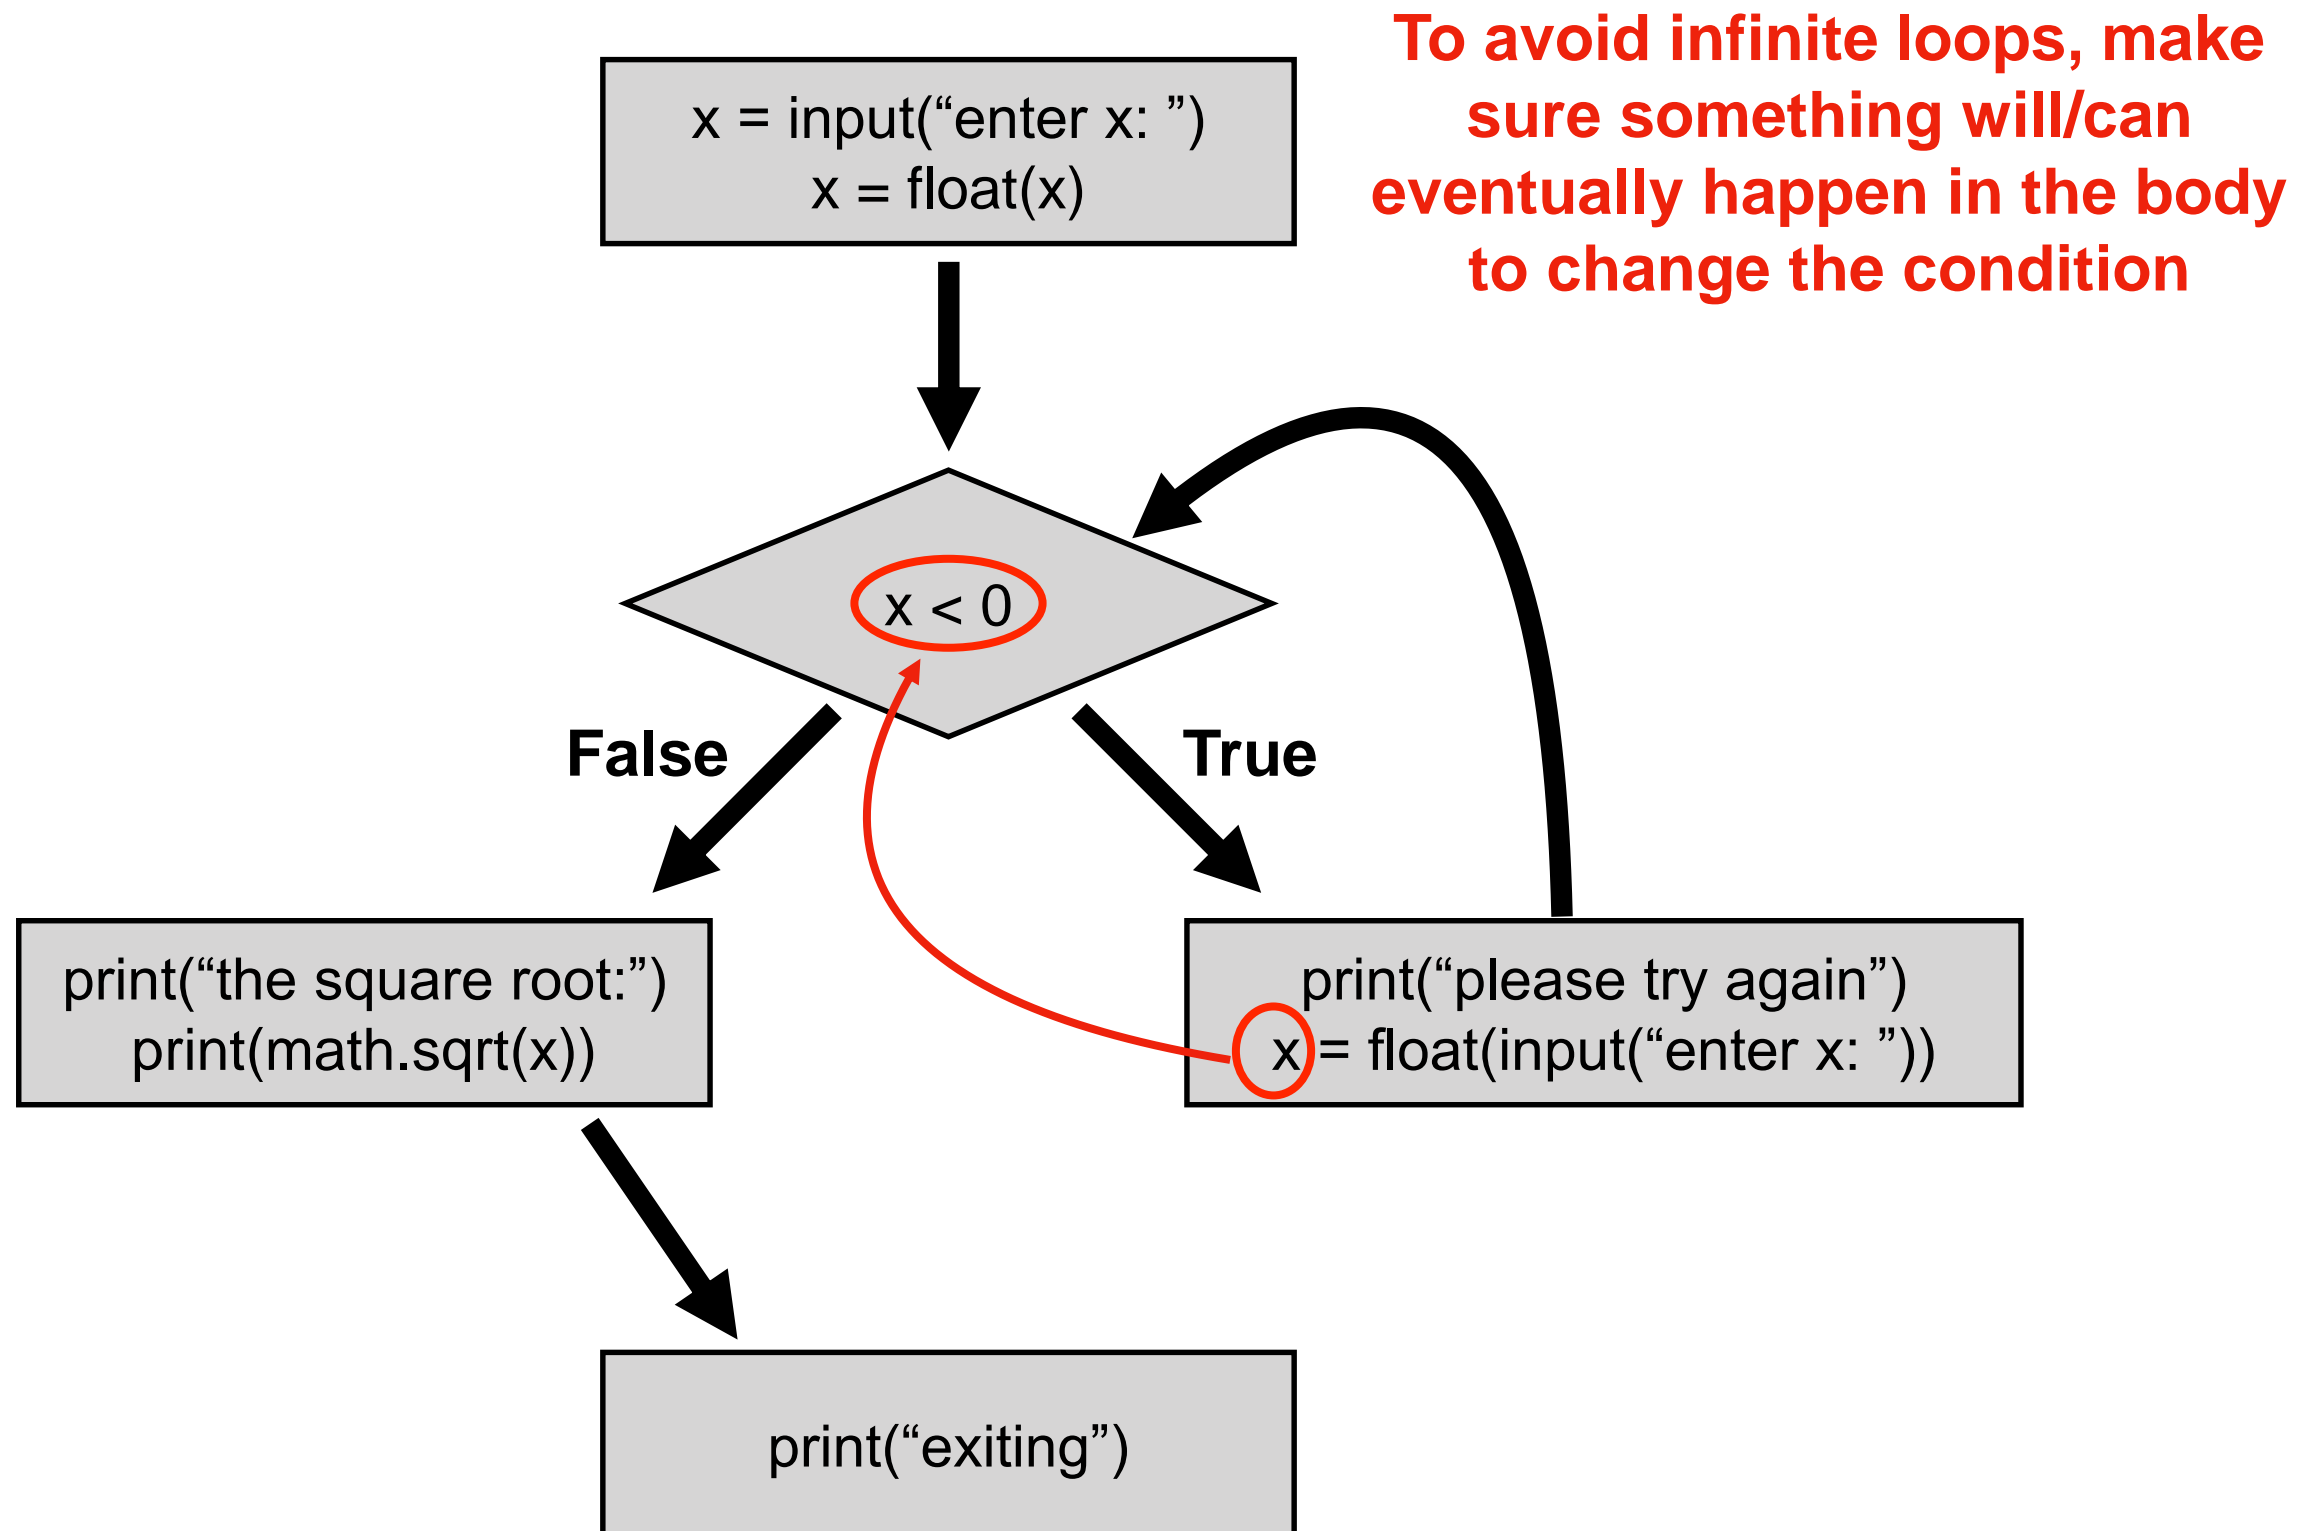 To avoid infinite loops, make
sure something will/can
eventually happen in the body
to change the condition
x = input(“enter x: ”)
x = float(x)
x < 0
False
True
print(“the square root:”)
print(math.sqrt(x))
print(“please try again”)
x = float(input(“enter x: ”))
print(“exiting”)